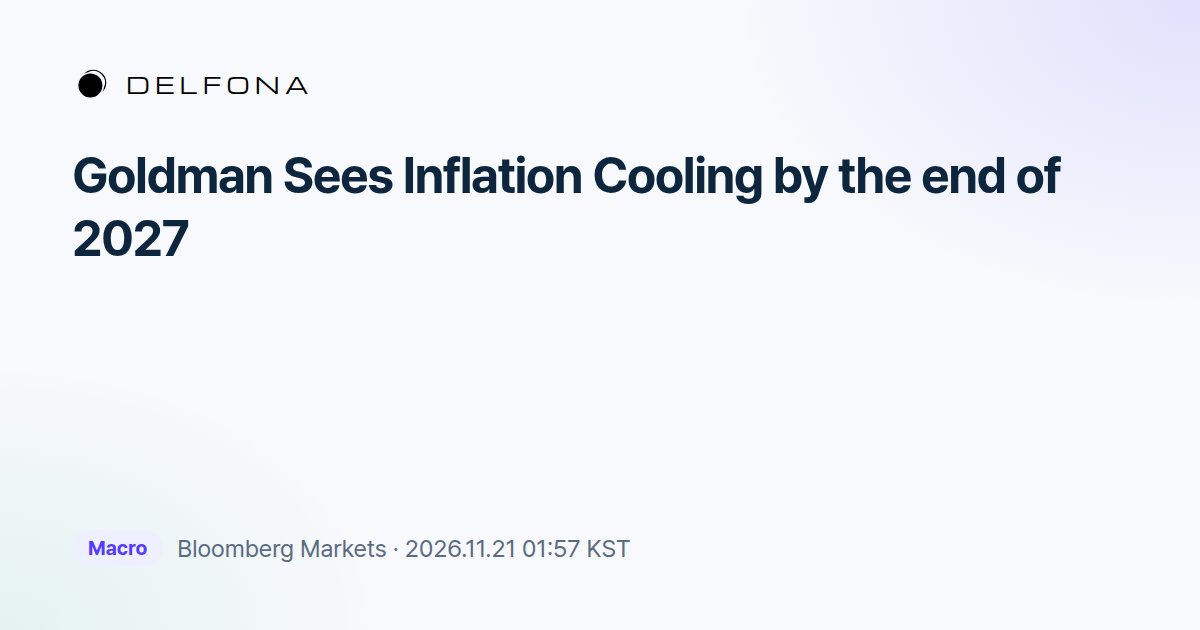 DELFONA
Goldman Sees Inflation Cooling by the end of
2027
Macro Bloomberg Markets · 2026.11.21 01:57 KST